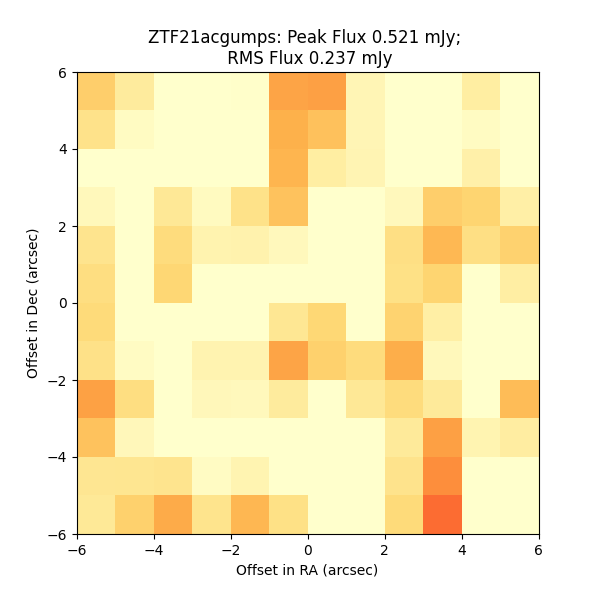 ZTF21acgumps: Peak Flux 0.521 mJy;
RMS Flux 0.237 mJy
6
4
2
0
−2
−4
−6
Offset in Dec (arcsec)
−6 −4 −2 0 2 4 6
Offset in RA (arcsec)